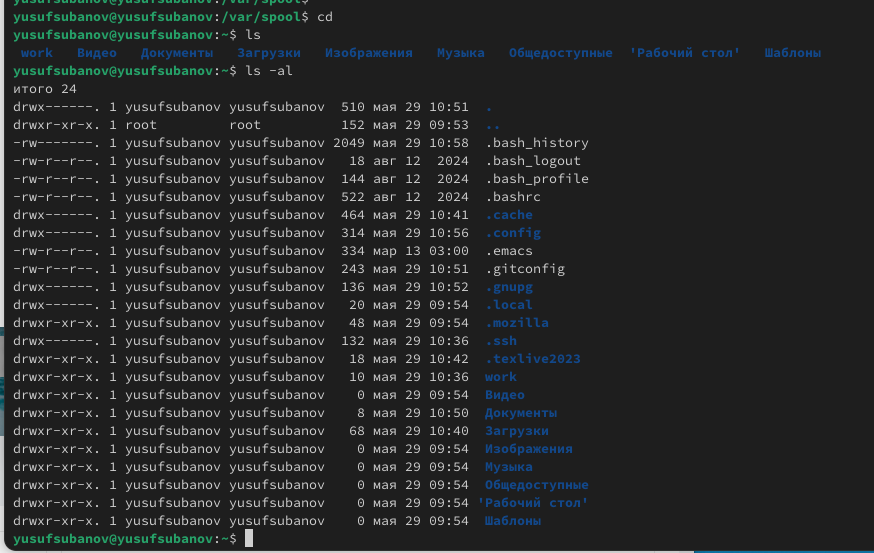 yusufsubanov@yusufsubanov:/var/spool$
yusufsubanov@yusufsubanov:/var/spool$ cd
yusufsubanov@yusufsubanov:~$ ls
work Видео Документы Загрузки Изображения Музыка Общедоступные 'Рабочий стол' Шаблоны
yusufsubanov@yusufsubanov:~$ ls -al
итого 24
drwx------. 1 yusufsubanov yusufsubanov 510 мая 29 10:51 .
drwxr-xr-x. 1 root root 152 мая 29 09:53 ..
-rw-------. 1 yusufsubanov yusufsubanov 2049 мая 29 10:58 .bash_history
-rw-r--r--. 1 yusufsubanov yusufsubanov 18 авг 12 2024 .bash_logout
-rw-r--r--. 1 yusufsubanov yusufsubanov 144 авг 12 2024 .bash_profile
-rw-r--r--. 1 yusufsubanov yusufsubanov 522 авг 12 2024 .bashrc
drwx------. 1 yusufsubanov yusufsubanov 464 мая 29 10:41 .cache
drwx------. 1 yusufsubanov yusufsubanov 314 мая 29 10:56 .config
-rw-r--r--. 1 yusufsubanov yusufsubanov 334 мар 13 03:00 .emacs
-rw-r--r--. 1 yusufsubanov yusufsubanov 243 мая 29 10:51 .gitconfig
drwx------. 1 yusufsubanov yusufsubanov 136 мая 29 10:52 .gnupg
drwx------. 1 yusufsubanov yusufsubanov 20 мая 29 09:54 .local
drwxr-xr-x. 1 yusufsubanov yusufsubanov 48 мая 29 09:54 .mozilla
drwx------. 1 yusufsubanov yusufsubanov 132 мая 29 10:36 .ssh
drwxr-xr-x. 1 yusufsubanov yusufsubanov 18 мая 29 10:42 .texlive2023
drwxr-xr-x. 1 yusufsubanov yusufsubanov 10 мая 29 10:36 work
drwxr-xr-x. 1 yusufsubanov yusufsubanov 0 мая 29 09:54 Видео
drwxr-xr-x. 1 yusufsubanov yusufsubanov 8 мая 29 10:50 Документы
drwxr-xr-x. 1 yusufsubanov yusufsubanov 68 мая 29 10:40 Загрузки
drwxr-xr-x. 1 yusufsubanov yusufsubanov 0 мая 29 09:54 Изображения
drwxr-xr-x. 1 yusufsubanov yusufsubanov 0 мая 29 09:54 Музыка
drwxr-xr-x. 1 yusufsubanov yusufsubanov 0 мая 29 09:54 Общедоступные
drwxr-xr-x. 1 yusufsubanov yusufsubanov 0 мая 29 09:54 'Рабочий стол'
drwxr-xr-x. 1 yusufsubanov yusufsubanov 0 мая 29 09:54 Шаблоны
yusufsubanov@yusufsubanov:~$